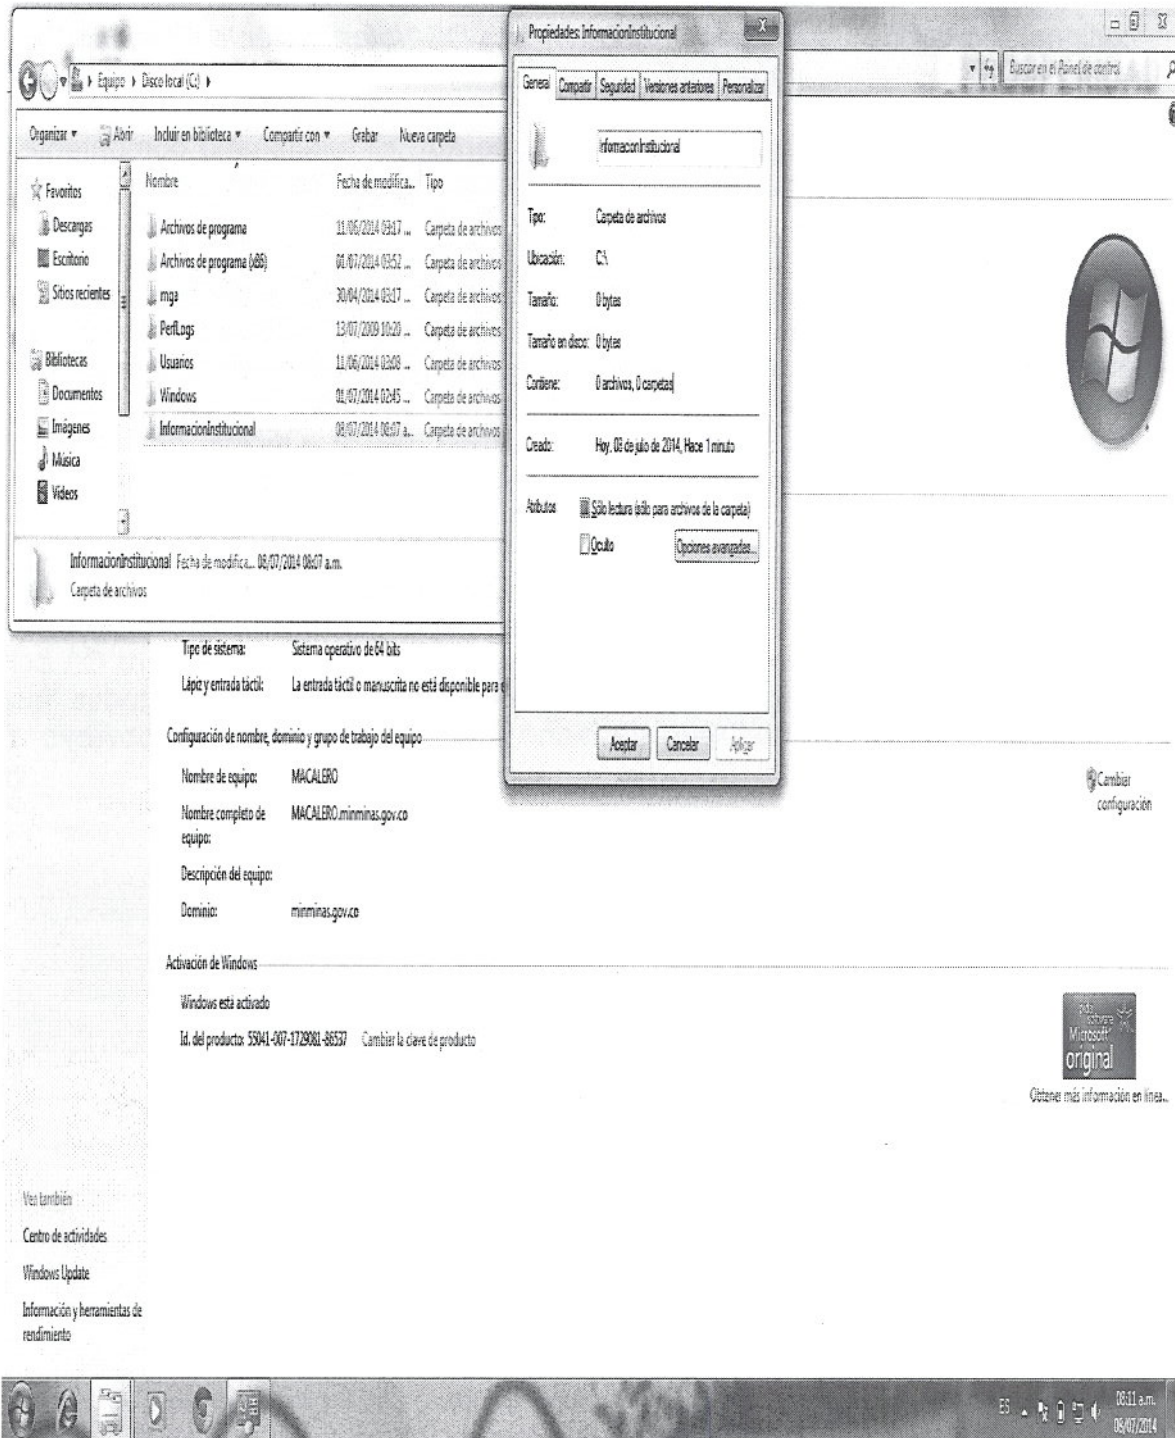 Equipo ▸ Disco local (C:) ▸
Buscar en el Panel de control
Organizar Abrir Incluir en biblioteca Compartir con Grabar Nueva carpeta
Favoritos
Descargas
Escritorio
Sitios recientes
Bibliotecas
Documentos
Imágenes
Música
Vídeos
Nombre Fecha de modifica... Tipo
Archivos de programa 11/06/2014 03:17 ... Carpeta de archivos
Archivos de programa (x86) 01/07/2014 03:52 ... Carpeta de archivos
mga 30/04/2014 03:17 ... Carpeta de archivos
PerfLogs 13/07/2009 10:20 ... Carpeta de archivos
Usuarios 11/06/2014 03:08 ... Carpeta de archivos
Windows 01/07/2014 02:45 ... Carpeta de archivos
InformacionInstitucional 08/07/2014 08:07 a... Carpeta de archivos
InformacionInstitucional Fecha de modifica... 08/07/2014 08:07 a.m.
Carpeta de archivos
Propiedades: InformacionInstitucional
General Compartir Seguridad Versiones anteriores Personalizar
InformacionInstitucional
Tipo: Carpeta de archivos
Ubicación: C:\
Tamaño: 0 bytes
Tamaño en disco: 0 bytes
Contiene: 0 archivos, 0 carpetas
Creado: Hoy, 08 de julio de 2014, Hace 1 minuto
Atributos Sólo lectura (sólo para archivos de la carpeta)
Oculto Opciones avanzadas...
Aceptar Cancelar Aplicar
Tipo de sistema: Sistema operativo de 64 bits
Lápiz y entrada táctil: La entrada táctil o manuscrita no está disponible para
Configuración de nombre, dominio y grupo de trabajo del equipo
Nombre de equipo: MACALERO
Cambiar
configuración
Nombre completo de MACALERO.minminas.gov.co
equipo:
Descripción del equipo:
Dominio: minminas.gov.co
Activación de Windows
Windows está activado
Id. del producto: 55041-007-1729081-86537 Cambiar la clave de producto
pida
software
Microsoft
original
Obtener más información en línea...
Vea también
Centro de actividades
Windows Update
Información y herramientas de
rendimiento
ES 08:11 a.m.
08/07/2014